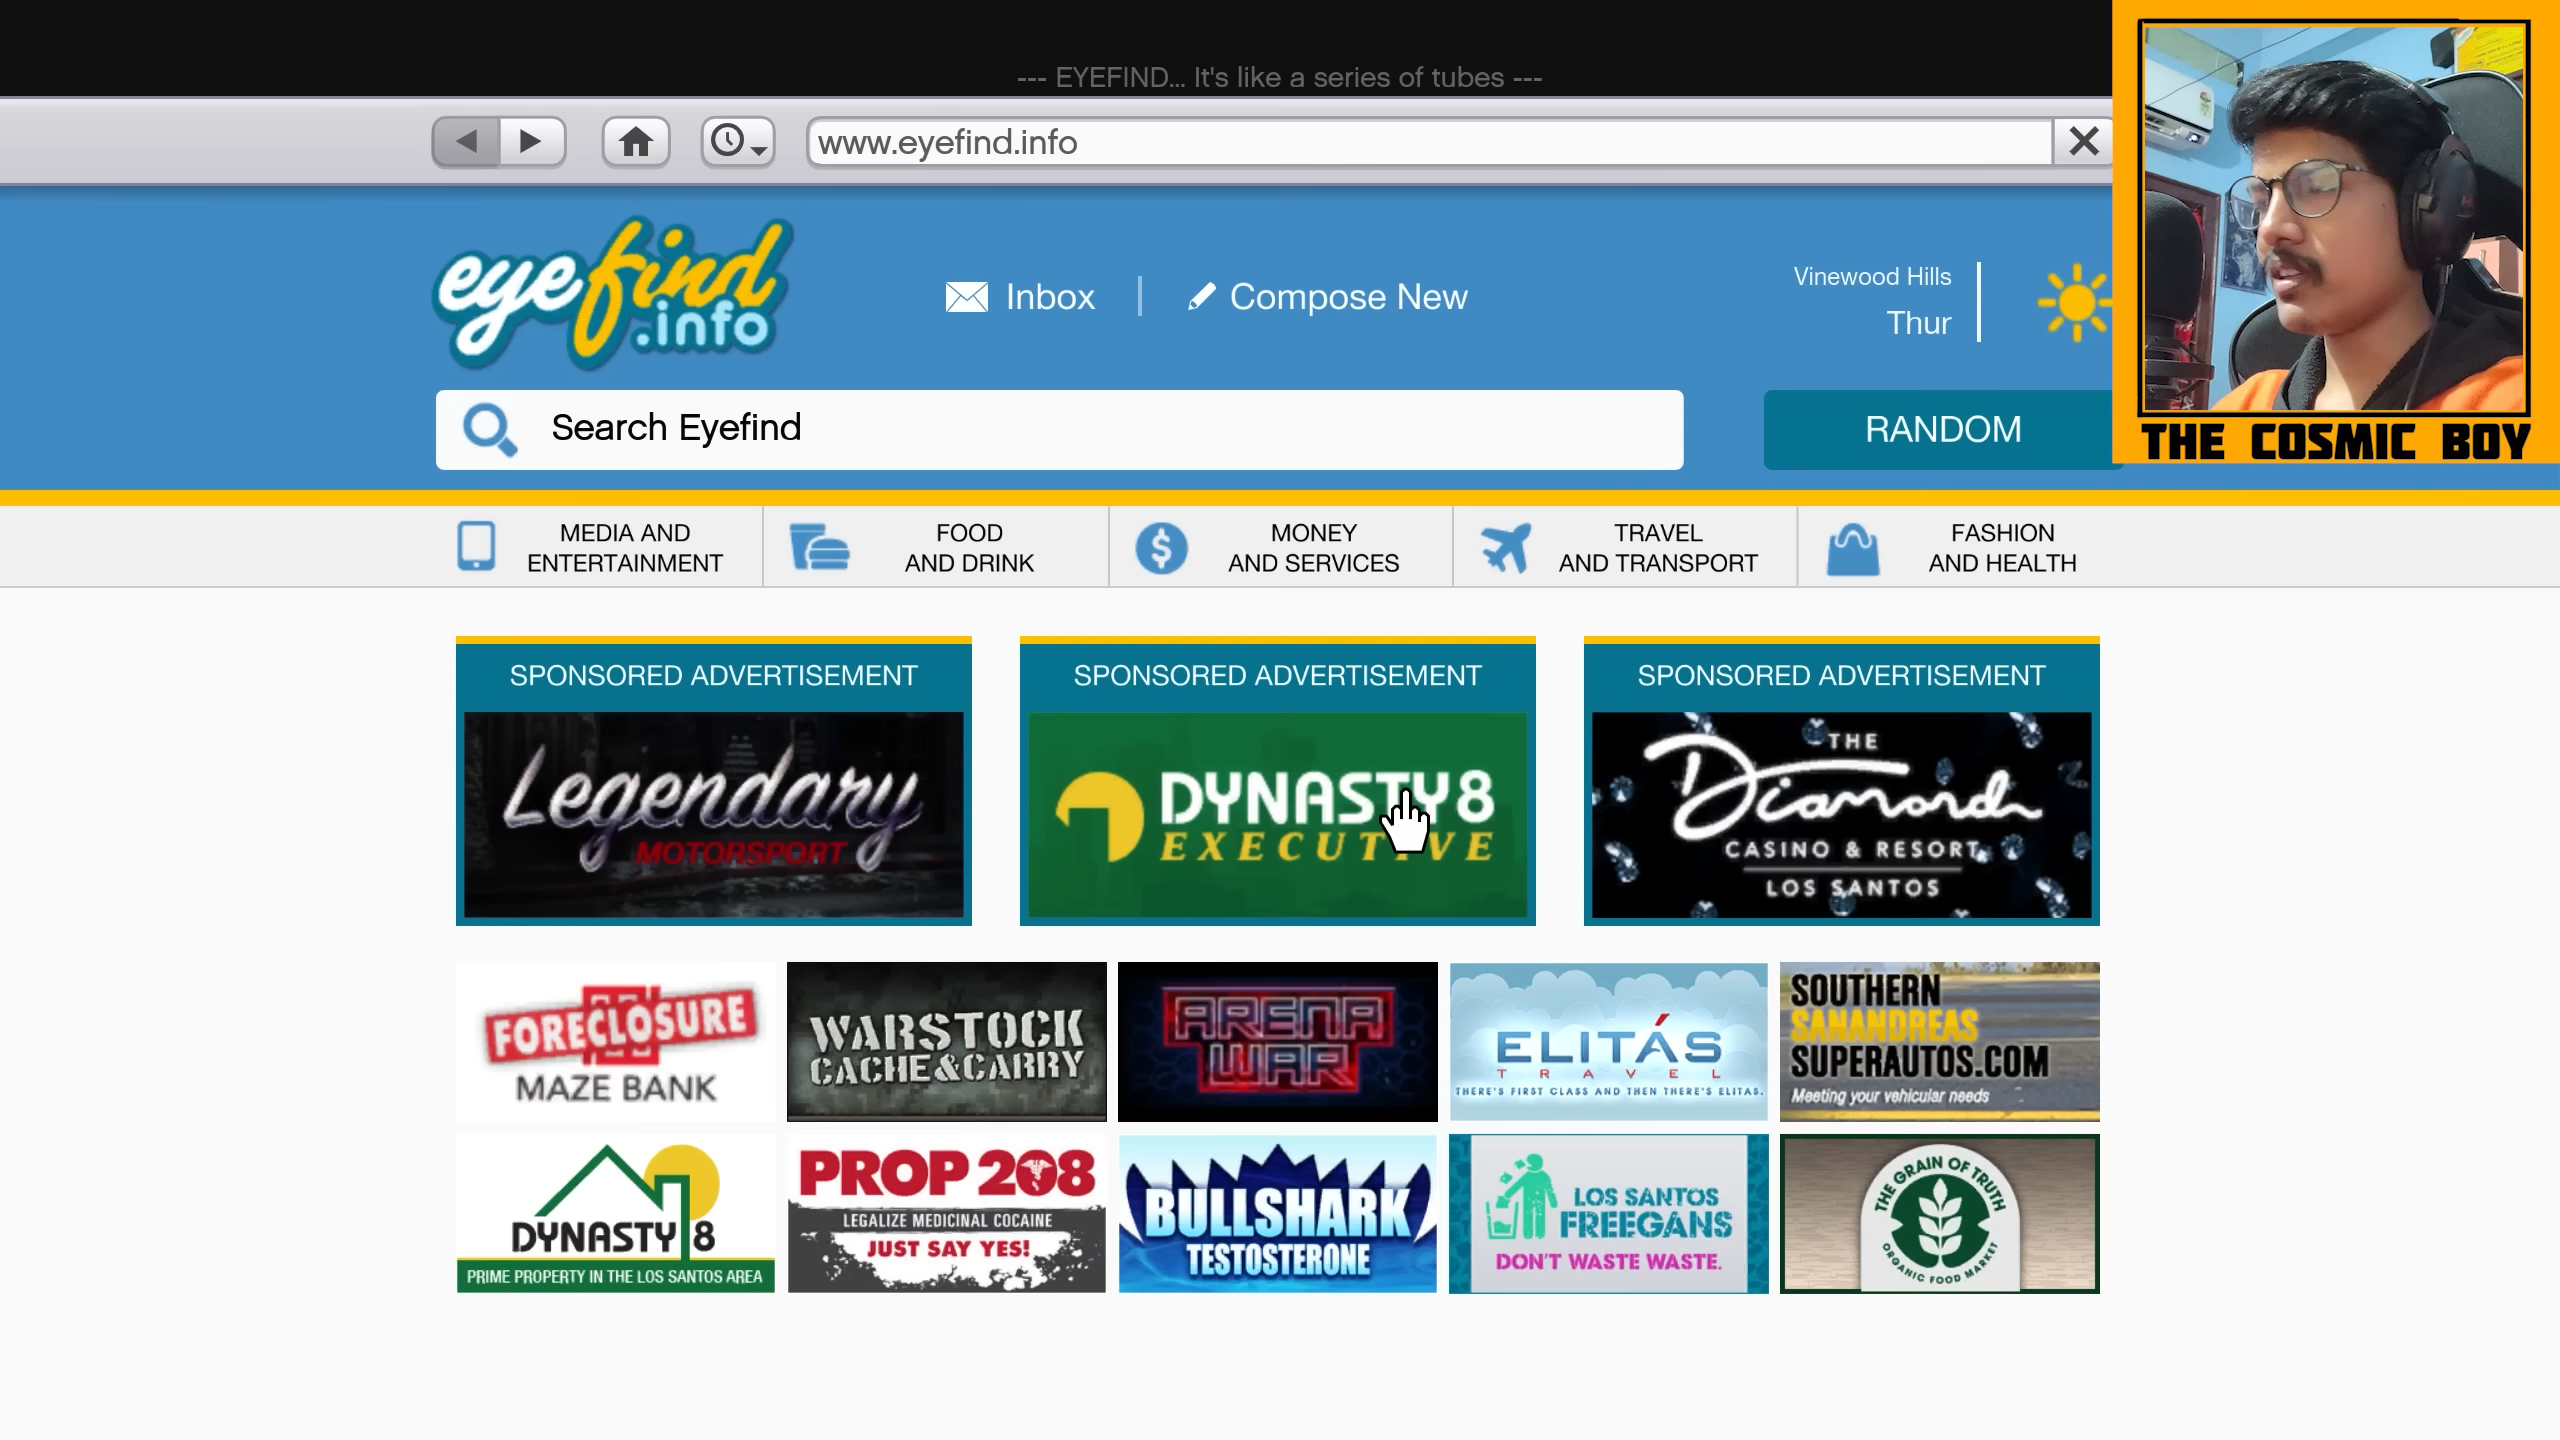 --- EYEFIND... It's like a series of tubes ---
www.eyefind.info
eyefind
.info
Inbox
Compose New
Vinewood Hills
Thur
Search Eyefind
RANDOM
THE COSMIC BOY
MEDIA AND
ENTERTAINMENT
FOOD
AND DRINK
MONEY
AND SERVICES
TRAVEL
AND TRANSPORT
FASHION
AND HEALTH
SPONSORED ADVERTISEMENT
Legendary
MOTORSPORT
SPONSORED ADVERTISEMENT
DYNASTY 8
EXECUTIVE
SPONSORED ADVERTISEMENT
THE
Diamond
CASINO & RESORT
LOS SANTOS
FORECLOSURE
MAZE BANK
WARSTOCK
CACHE & CARRY
ARENA
WAR
ELITÁS
TRAVEL
THERE'S FIRST CLASS AND THEN THERE'S ELITAS.
SOUTHERN
SANANDREAS
SUPERAUTOS.COM
Meeting your vehicular needs
DYNASTY 8
PRIME PROPERTY IN THE LOS SANTOS AREA
PROP 208
LEGALIZE MEDICINAL COCAINE
JUST SAY YES!
BULLSHARK
TESTOSTERONE
LOS SANTOS
FREEGANS
DON'T WASTE WASTE.
THE GRAIN OF TRUTH
ORGANIC FOOD MARKET